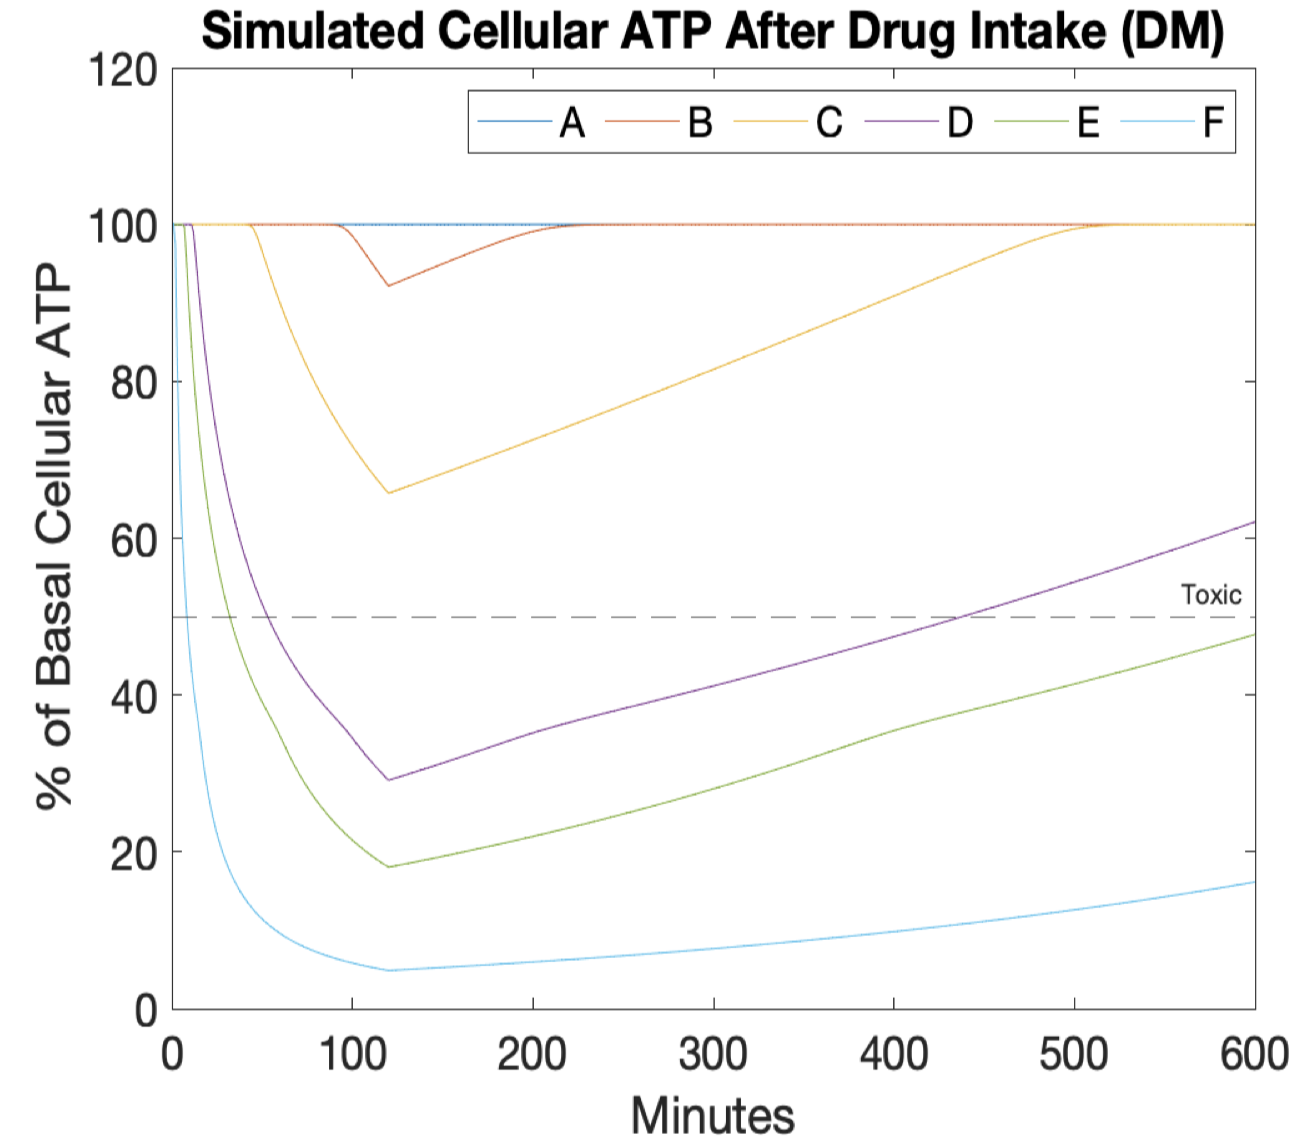 Simulated Cellular ATP After Drug Intake (DM)
120
A B C D E F
100
80
60
Toxic
40
20
0
0 100 200 300 400 500 600
% of Basal Cellular ATP
Minutes